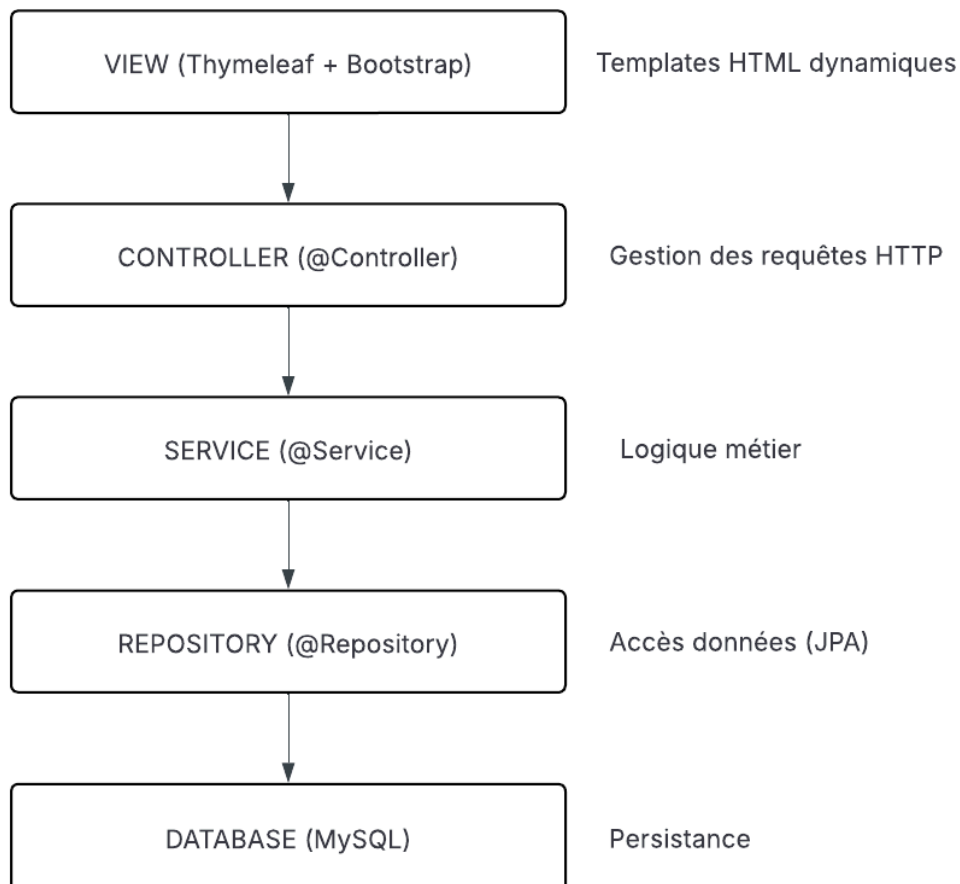 VIEW (Thymeleaf + Bootstrap)
Templates HTML dynamiques
CONTROLLER (@Controller)
Gestion des requêtes HTTP
SERVICE (@Service)
Logique métier
REPOSITORY (@Repository)
Accès données (JPA)
DATABASE (MySQL)
Persistance